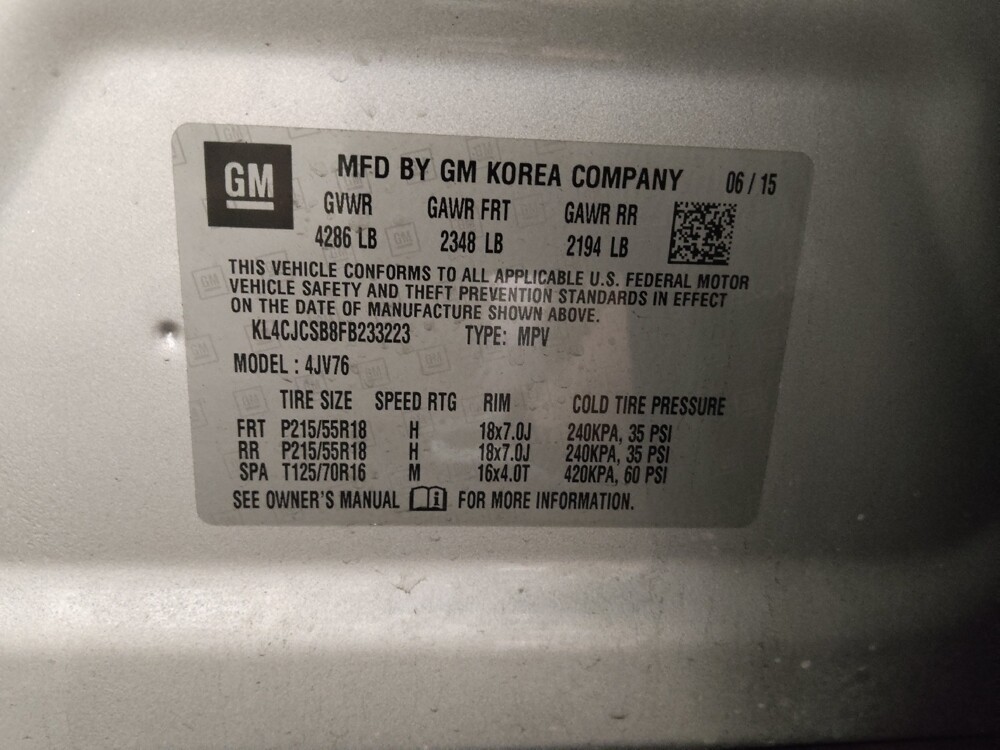 GM MFD BY GM KOREA COMPANY 06 / 15
GVWR GAWR FRT GAWR RR
4286 LB 2348 LB 2194 LB
THIS VEHICLE CONFORMS TO ALL APPLICABLE U.S. FEDERAL MOTOR
VEHICLE SAFETY AND THEFT PREVENTION STANDARDS IN EFFECT
ON THE DATE OF MANUFACTURE SHOWN ABOVE.
KL4CJCSB8FB233223 TYPE: MPV
MODEL : 4JV76
TIRE SIZE SPEED RTG RIM COLD TIRE PRESSURE
FRT P215/55R18 H 18x7.0J 240KPA, 35 PSI
RR P215/55R18 H 18x7.0J 240KPA, 35 PSI
SPA T125/70R16 M 16x4.0T 420KPA, 60 PSI
SEE OWNER'S MANUAL i FOR MORE INFORMATION.